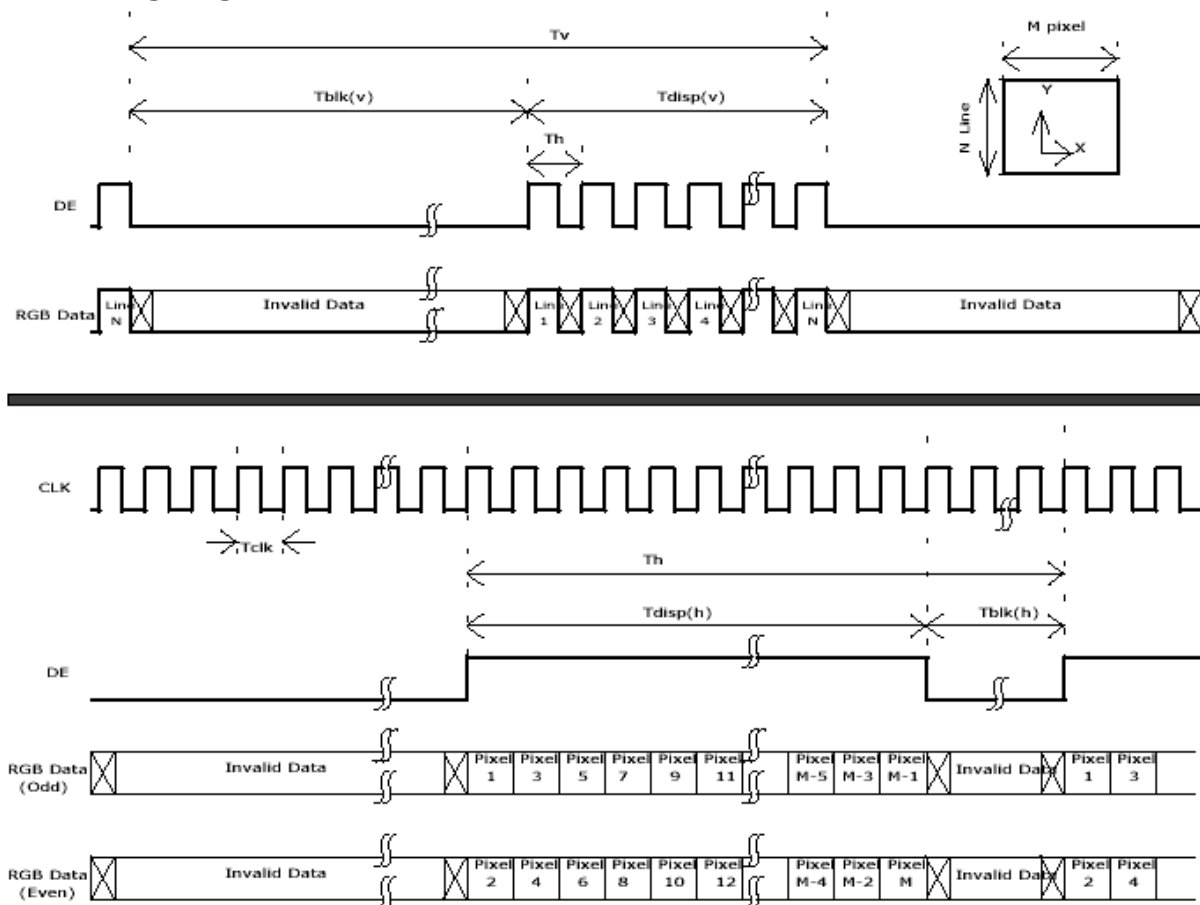 Tv
M pixel
Tblk(v)
Tdisp(v)
Y
N Line
X
Th
DE
RGB Data
Line N
Invalid Data
Line 1
Line 2
Line 3
Line 4
Line N
Invalid Data
CLK
Tclk
Th
Tdisp(h)
Tblk(h)
DE
RGB Data
(Odd)
Invalid Data
Pixel 1
Pixel 3
Pixel 5
Pixel 7
Pixel 9
Pixel 11
Pixel M-5
Pixel M-3
Pixel M-1
Invalid Data
Pixel 1
Pixel 3
RGB Data
(Even)
Invalid Data
Pixel 2
Pixel 4
Pixel 6
Pixel 8
Pixel 10
Pixel 12
Pixel M-4
Pixel M-2
Pixel M
Invalid Data
Pixel 2
Pixel 4